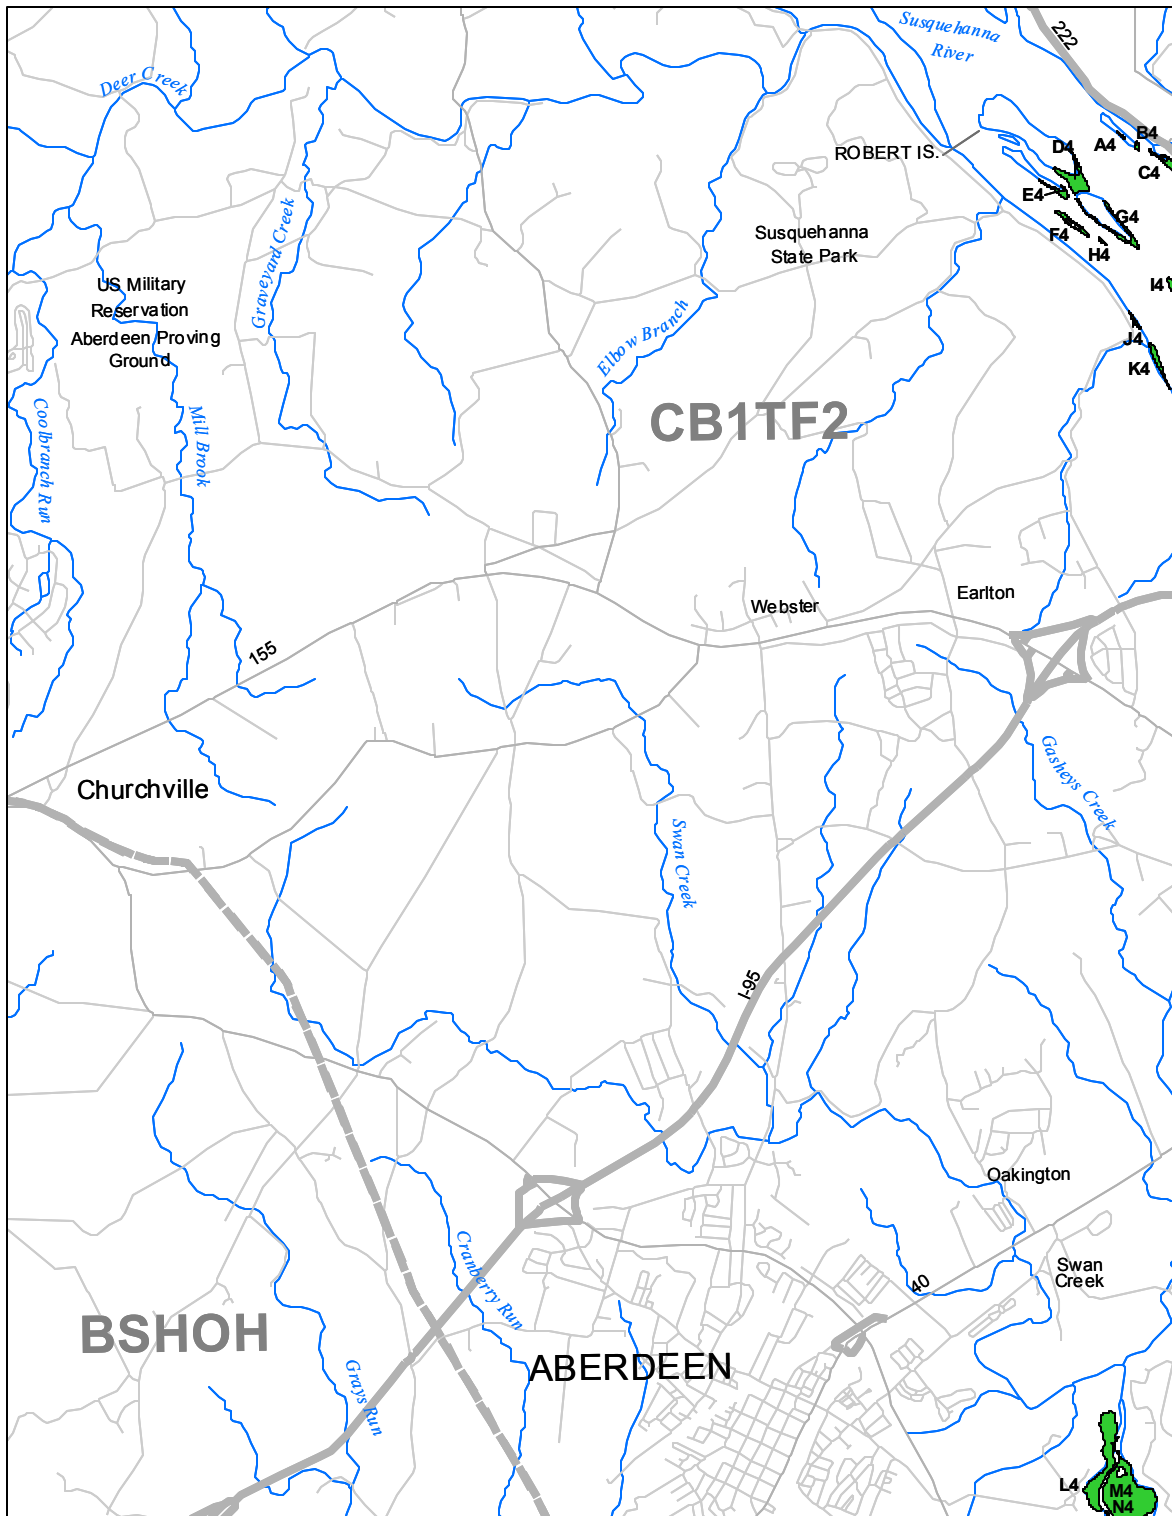 Susquehanna
River
222
Deer Creek
ROBERT IS.
A4
B4
C4
D4
E4
F4
G4
H4
I4
J4
K4
Susquehanna
State Park
US Military
Reservation
Aberdeen Proving
Ground
Graveyard Creek
Elbow Branch
Coolbranch Run
Mill Brook
CB1TF2
Webster
Earlton
155
Churchville
Gasheys Creek
Swan Creek
I-95
Oakington
Swan
Creek
40
Cranberry Run
BSHOH
ABERDEEN
Grays Run
L4
M4
N4